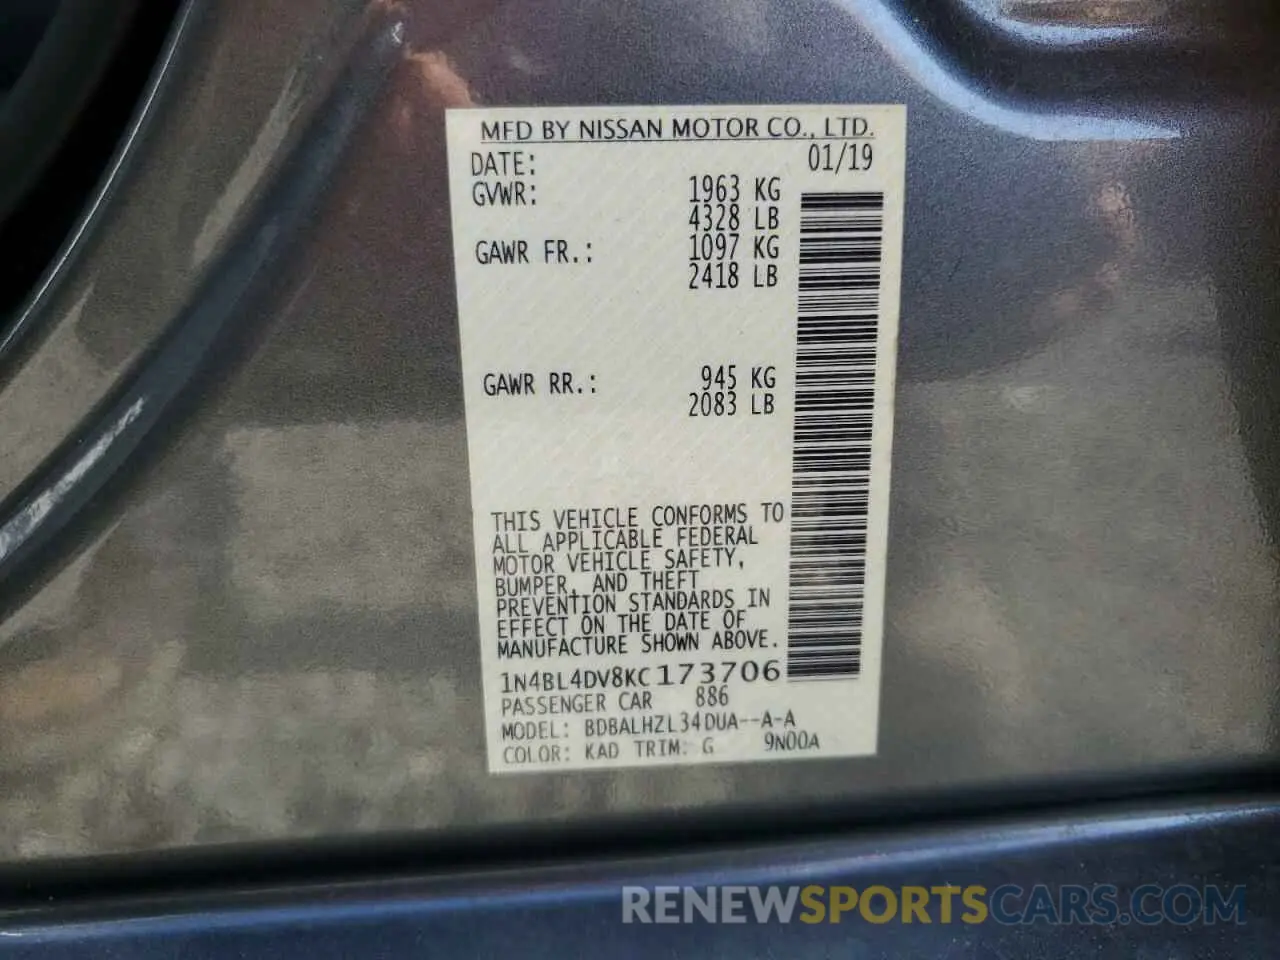 MFD BY NISSAN MOTOR CO., LTD.
DATE: 01/19
GVWR: 1963 KG
4328 LB
GAWR FR.: 1097 KG
2418 LB
GAWR RR.: 945 KG
2083 LB
THIS VEHICLE CONFORMS TO
ALL APPLICABLE FEDERAL
MOTOR VEHICLE SAFETY,
BUMPER, AND THEFT
PREVENTION STANDARDS IN
EFFECT ON THE DATE OF
MANUFACTURE SHOWN ABOVE.
1N4BL4DV8KC173706
PASSENGER CAR 886
MODEL: BDBALHZL34DUA--A-A
COLOR: KAD TRIM: G 9N00A
RENEWSPORTSCARS.COM